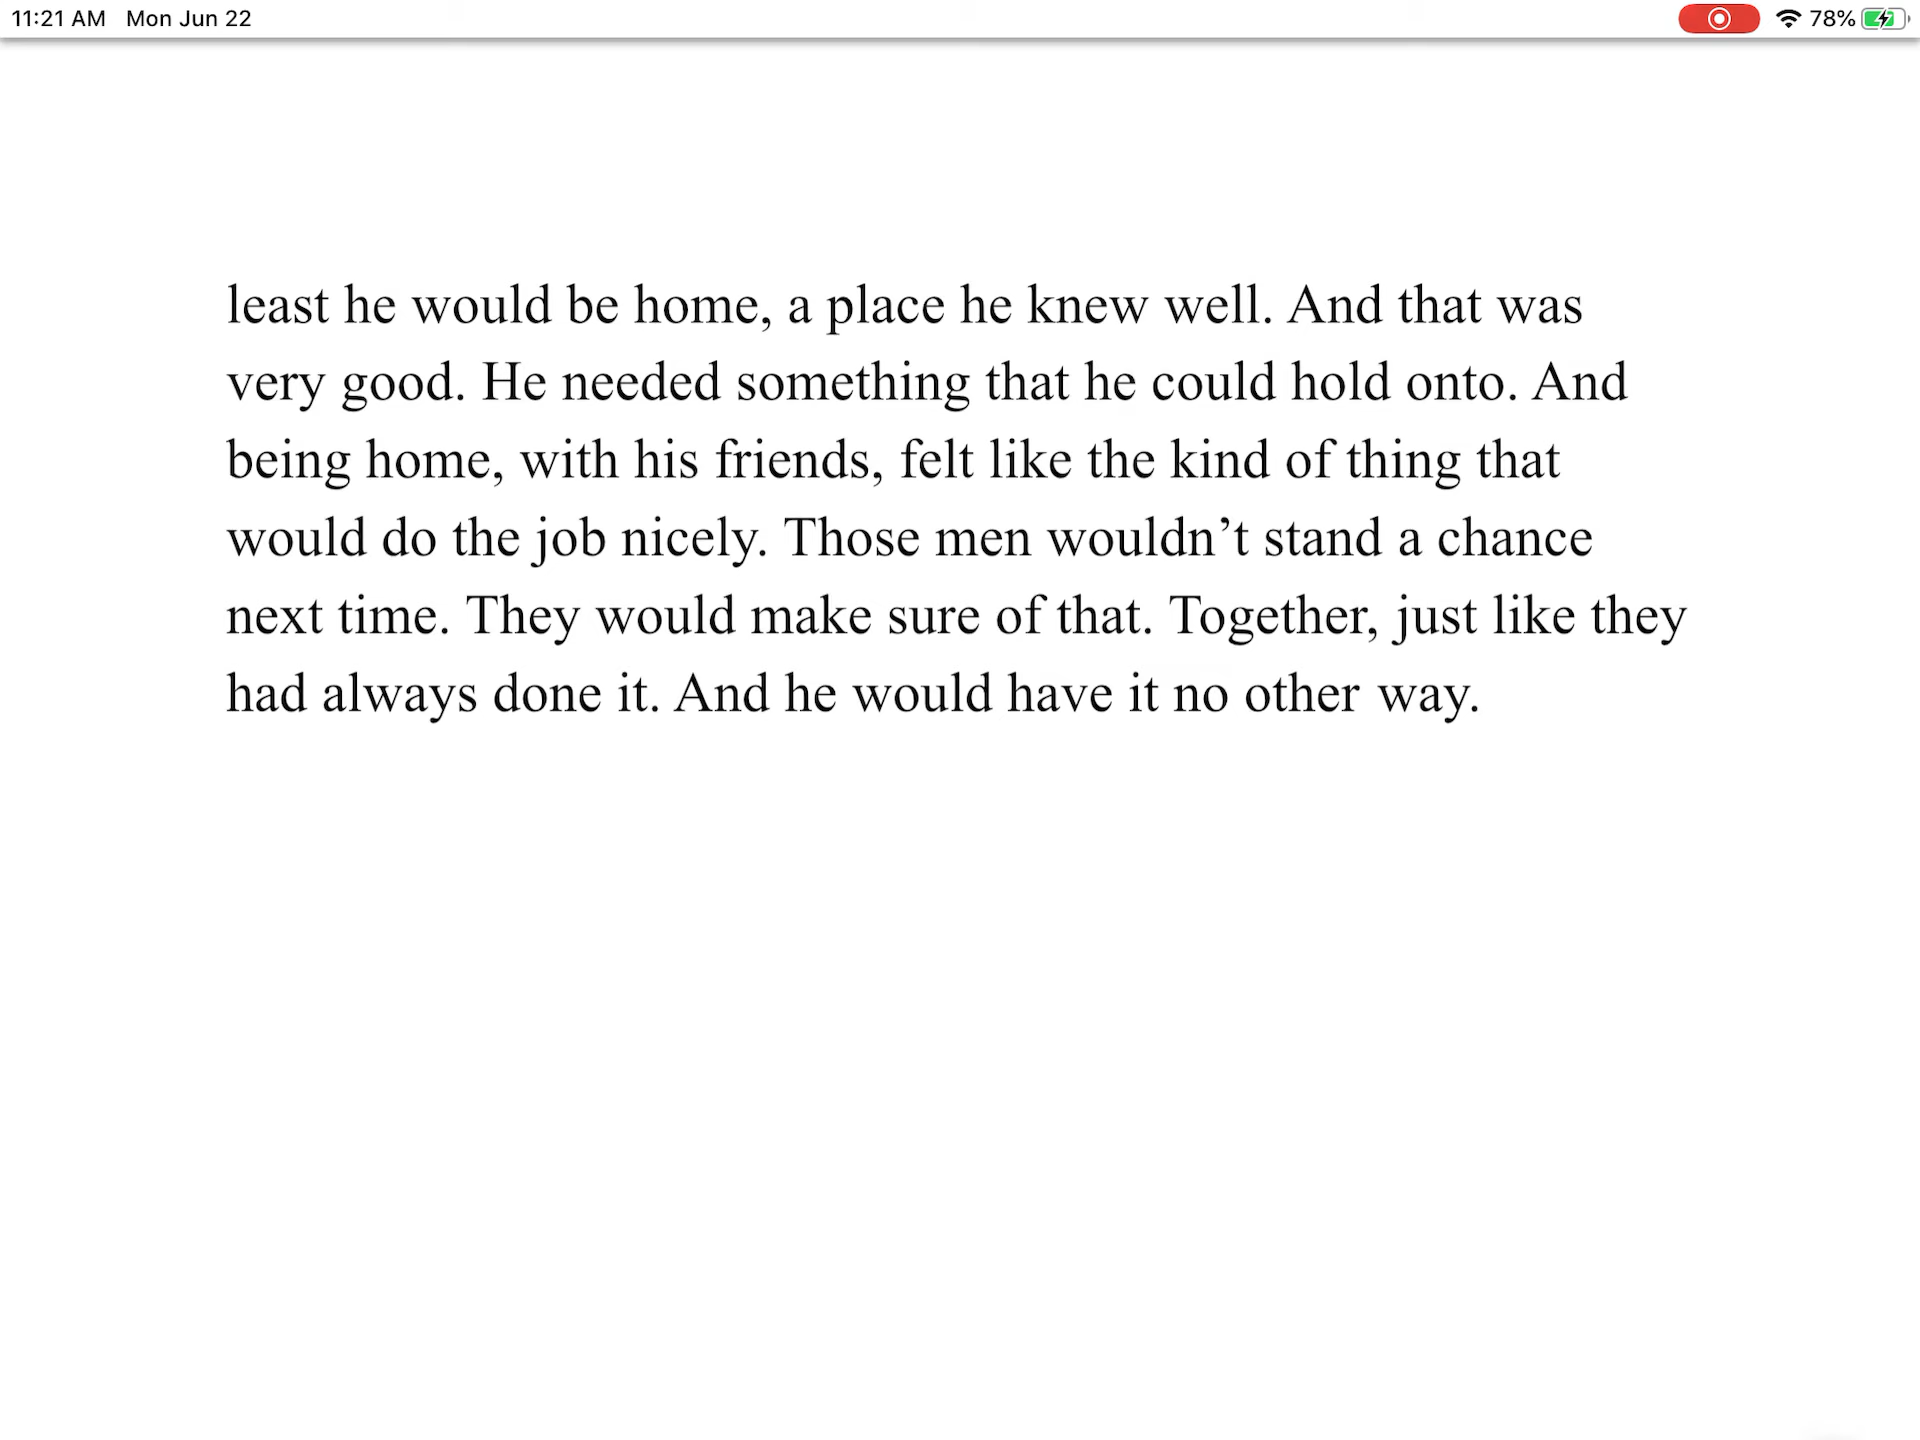 11:21 AM Mon Jun 22
78%
least he would be home, a place he knew well. And that was
very good. He needed something that he could hold onto. And
being home, with his friends, felt like the kind of thing that
would do the job nicely. Those men wouldn’t stand a chance
next time. They would make sure of that. Together, just like they
had always done it. And he would have it no other way.